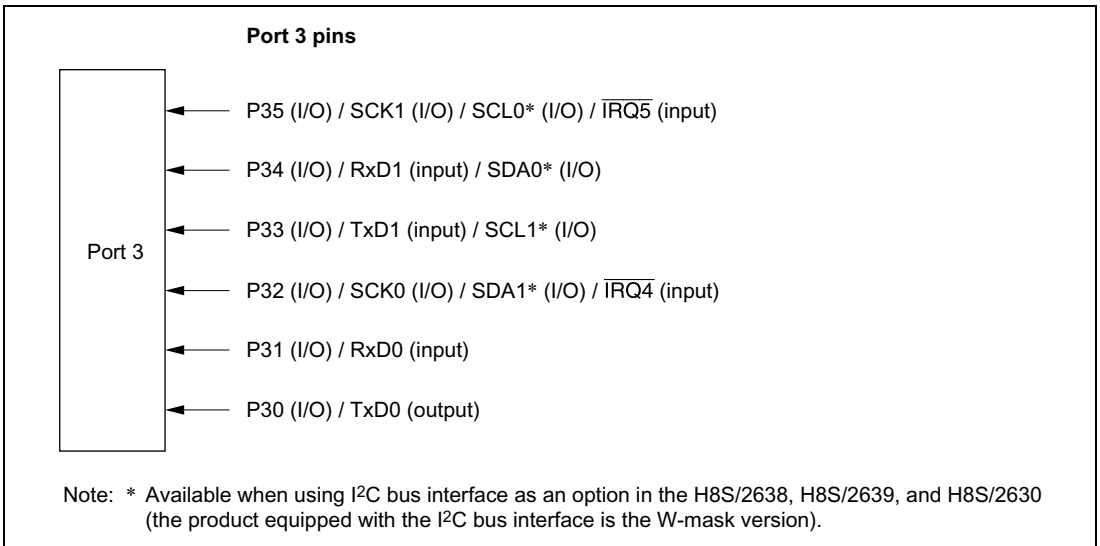 Port 3 pins
P35 (I/O) / SCK1 (I/O) / SCL0* (I/O) / I̅R̅Q̅5̅ (input)
P34 (I/O) / RxD1 (input) / SDA0* (I/O)
P33 (I/O) / TxD1 (input) / SCL1* (I/O)
Port 3
P32 (I/O) / SCK0 (I/O) / SDA1* (I/O) / I̅R̅Q̅4̅ (input)
P31 (I/O) / RxD0 (input)
P30 (I/O) / TxD0 (output)
Note: * Available when using I²C bus interface as an option in the H8S/2638, H8S/2639, and H8S/2630
(the product equipped with the I²C bus interface is the W-mask version).